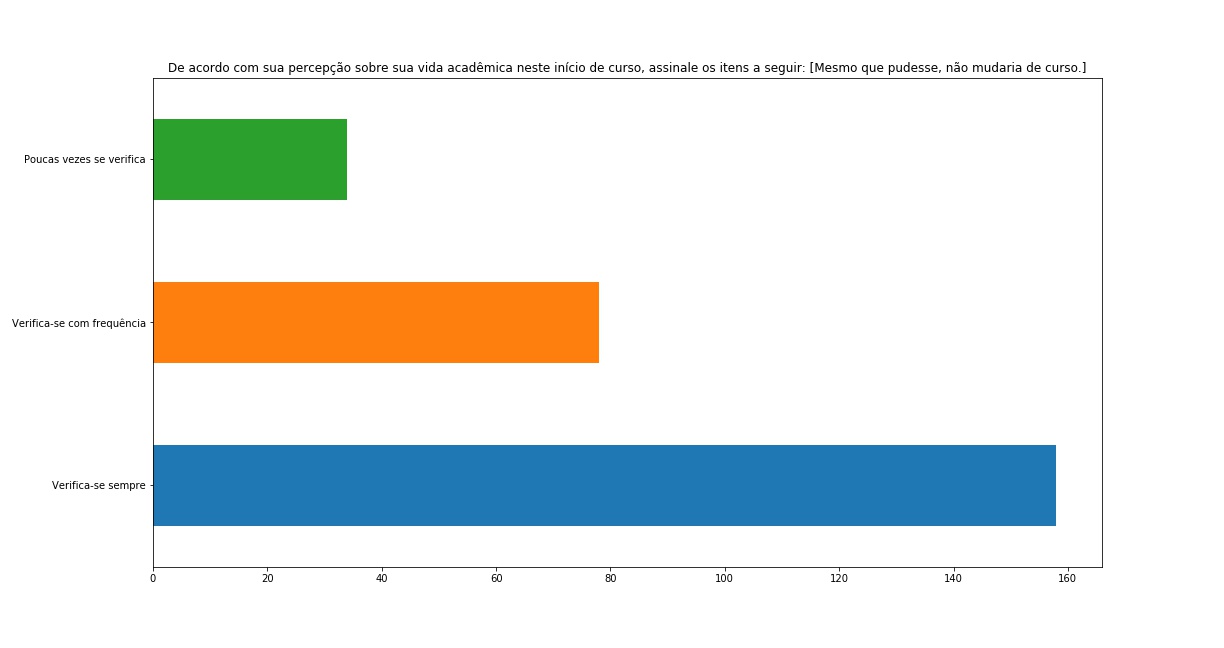 De acordo com sua percepção sobre sua vida acadêmica neste início de curso, assinale os itens a seguir: [Mesmo que pudesse, não mudaria de curso.]
Poucas vezes se verifica
Verifica-se com frequência
Verifica-se sempre
0 20 40 60 80 100 120 140 160